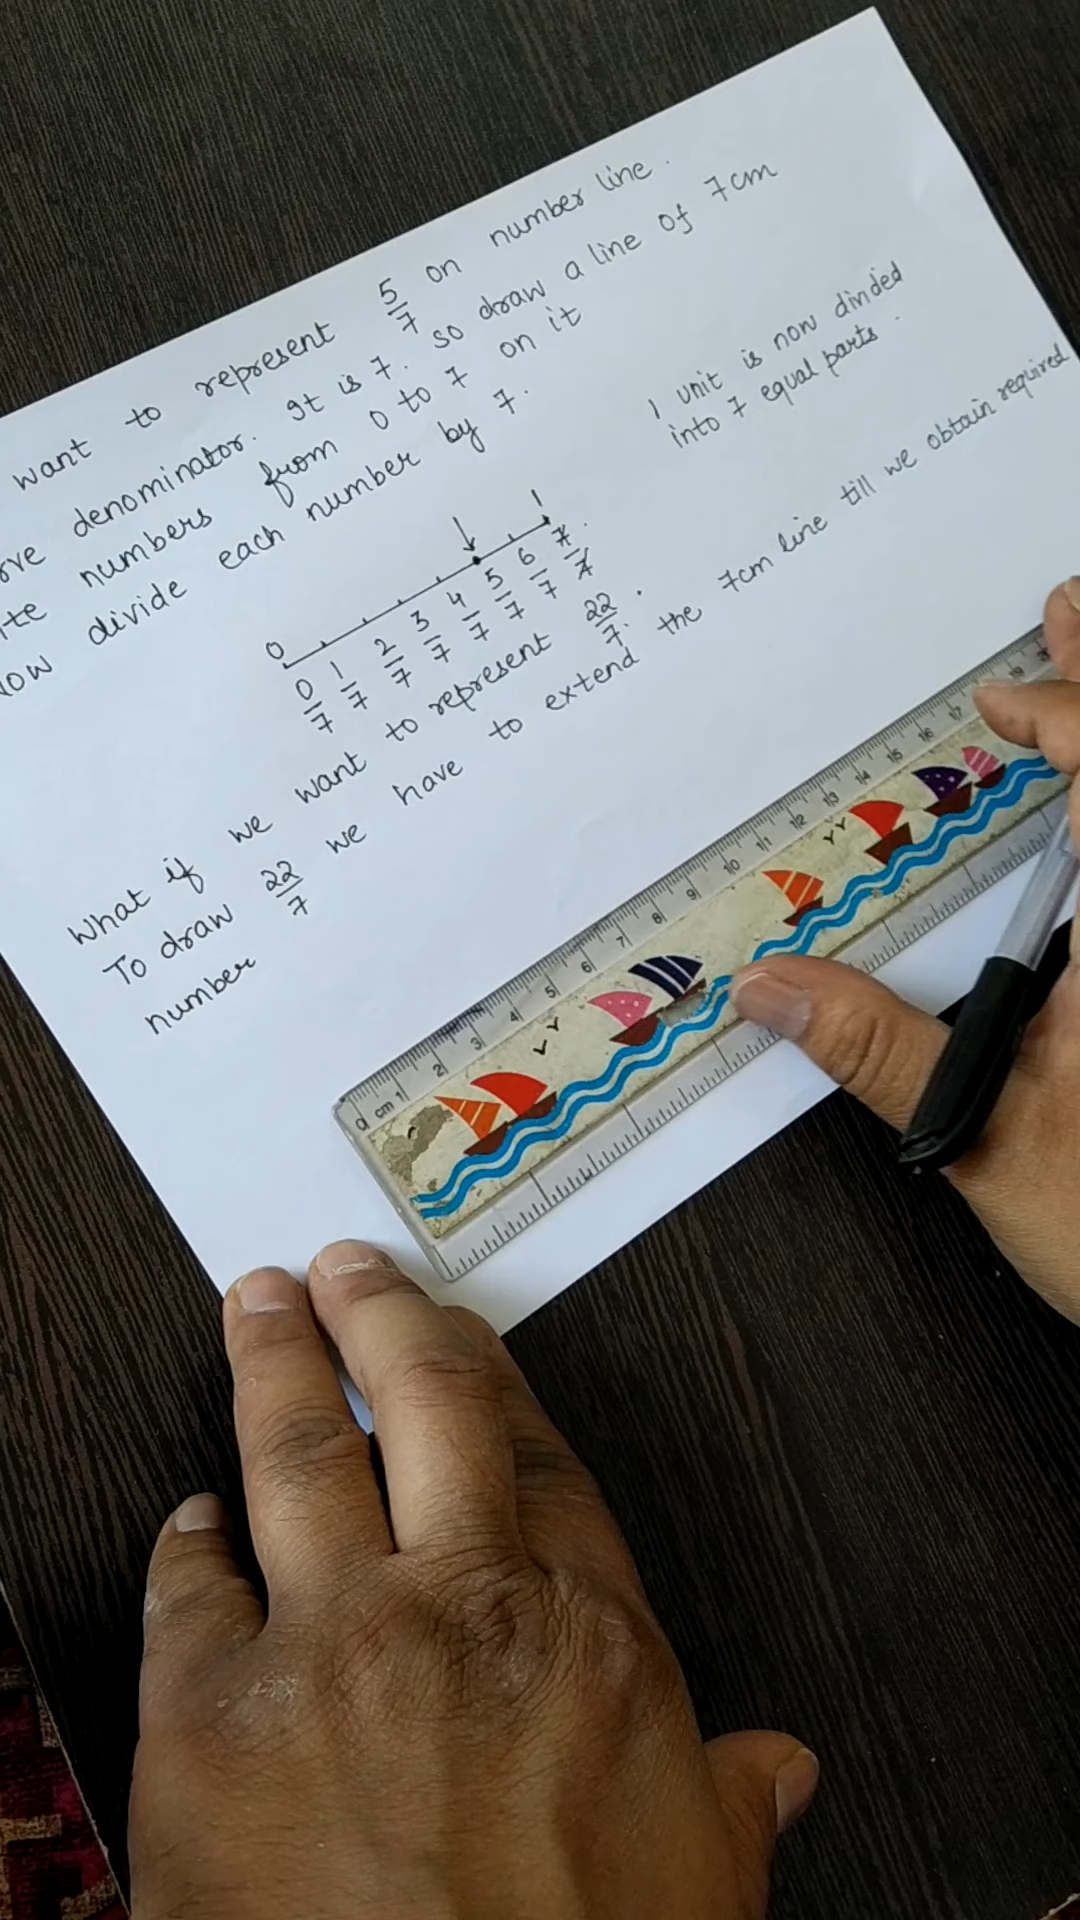 want to represent 5/7 on number line.
denominator. It is 7. so draw a line of 7cm
numbers from 0 to 7 on it
divide each number by 7.
1 unit is now divided
into 7 equal parts.
0 1
0/7 1/7 2/7 3/7 4/7 5/7 6/7 7/7
What if we want to represent 22/7.
To draw 22/7 we have to extend the 7cm line till we obtain required
number
0 cm 1 2 3 4 5 6 7 8 9 10 11 12 13 14 15 16 17